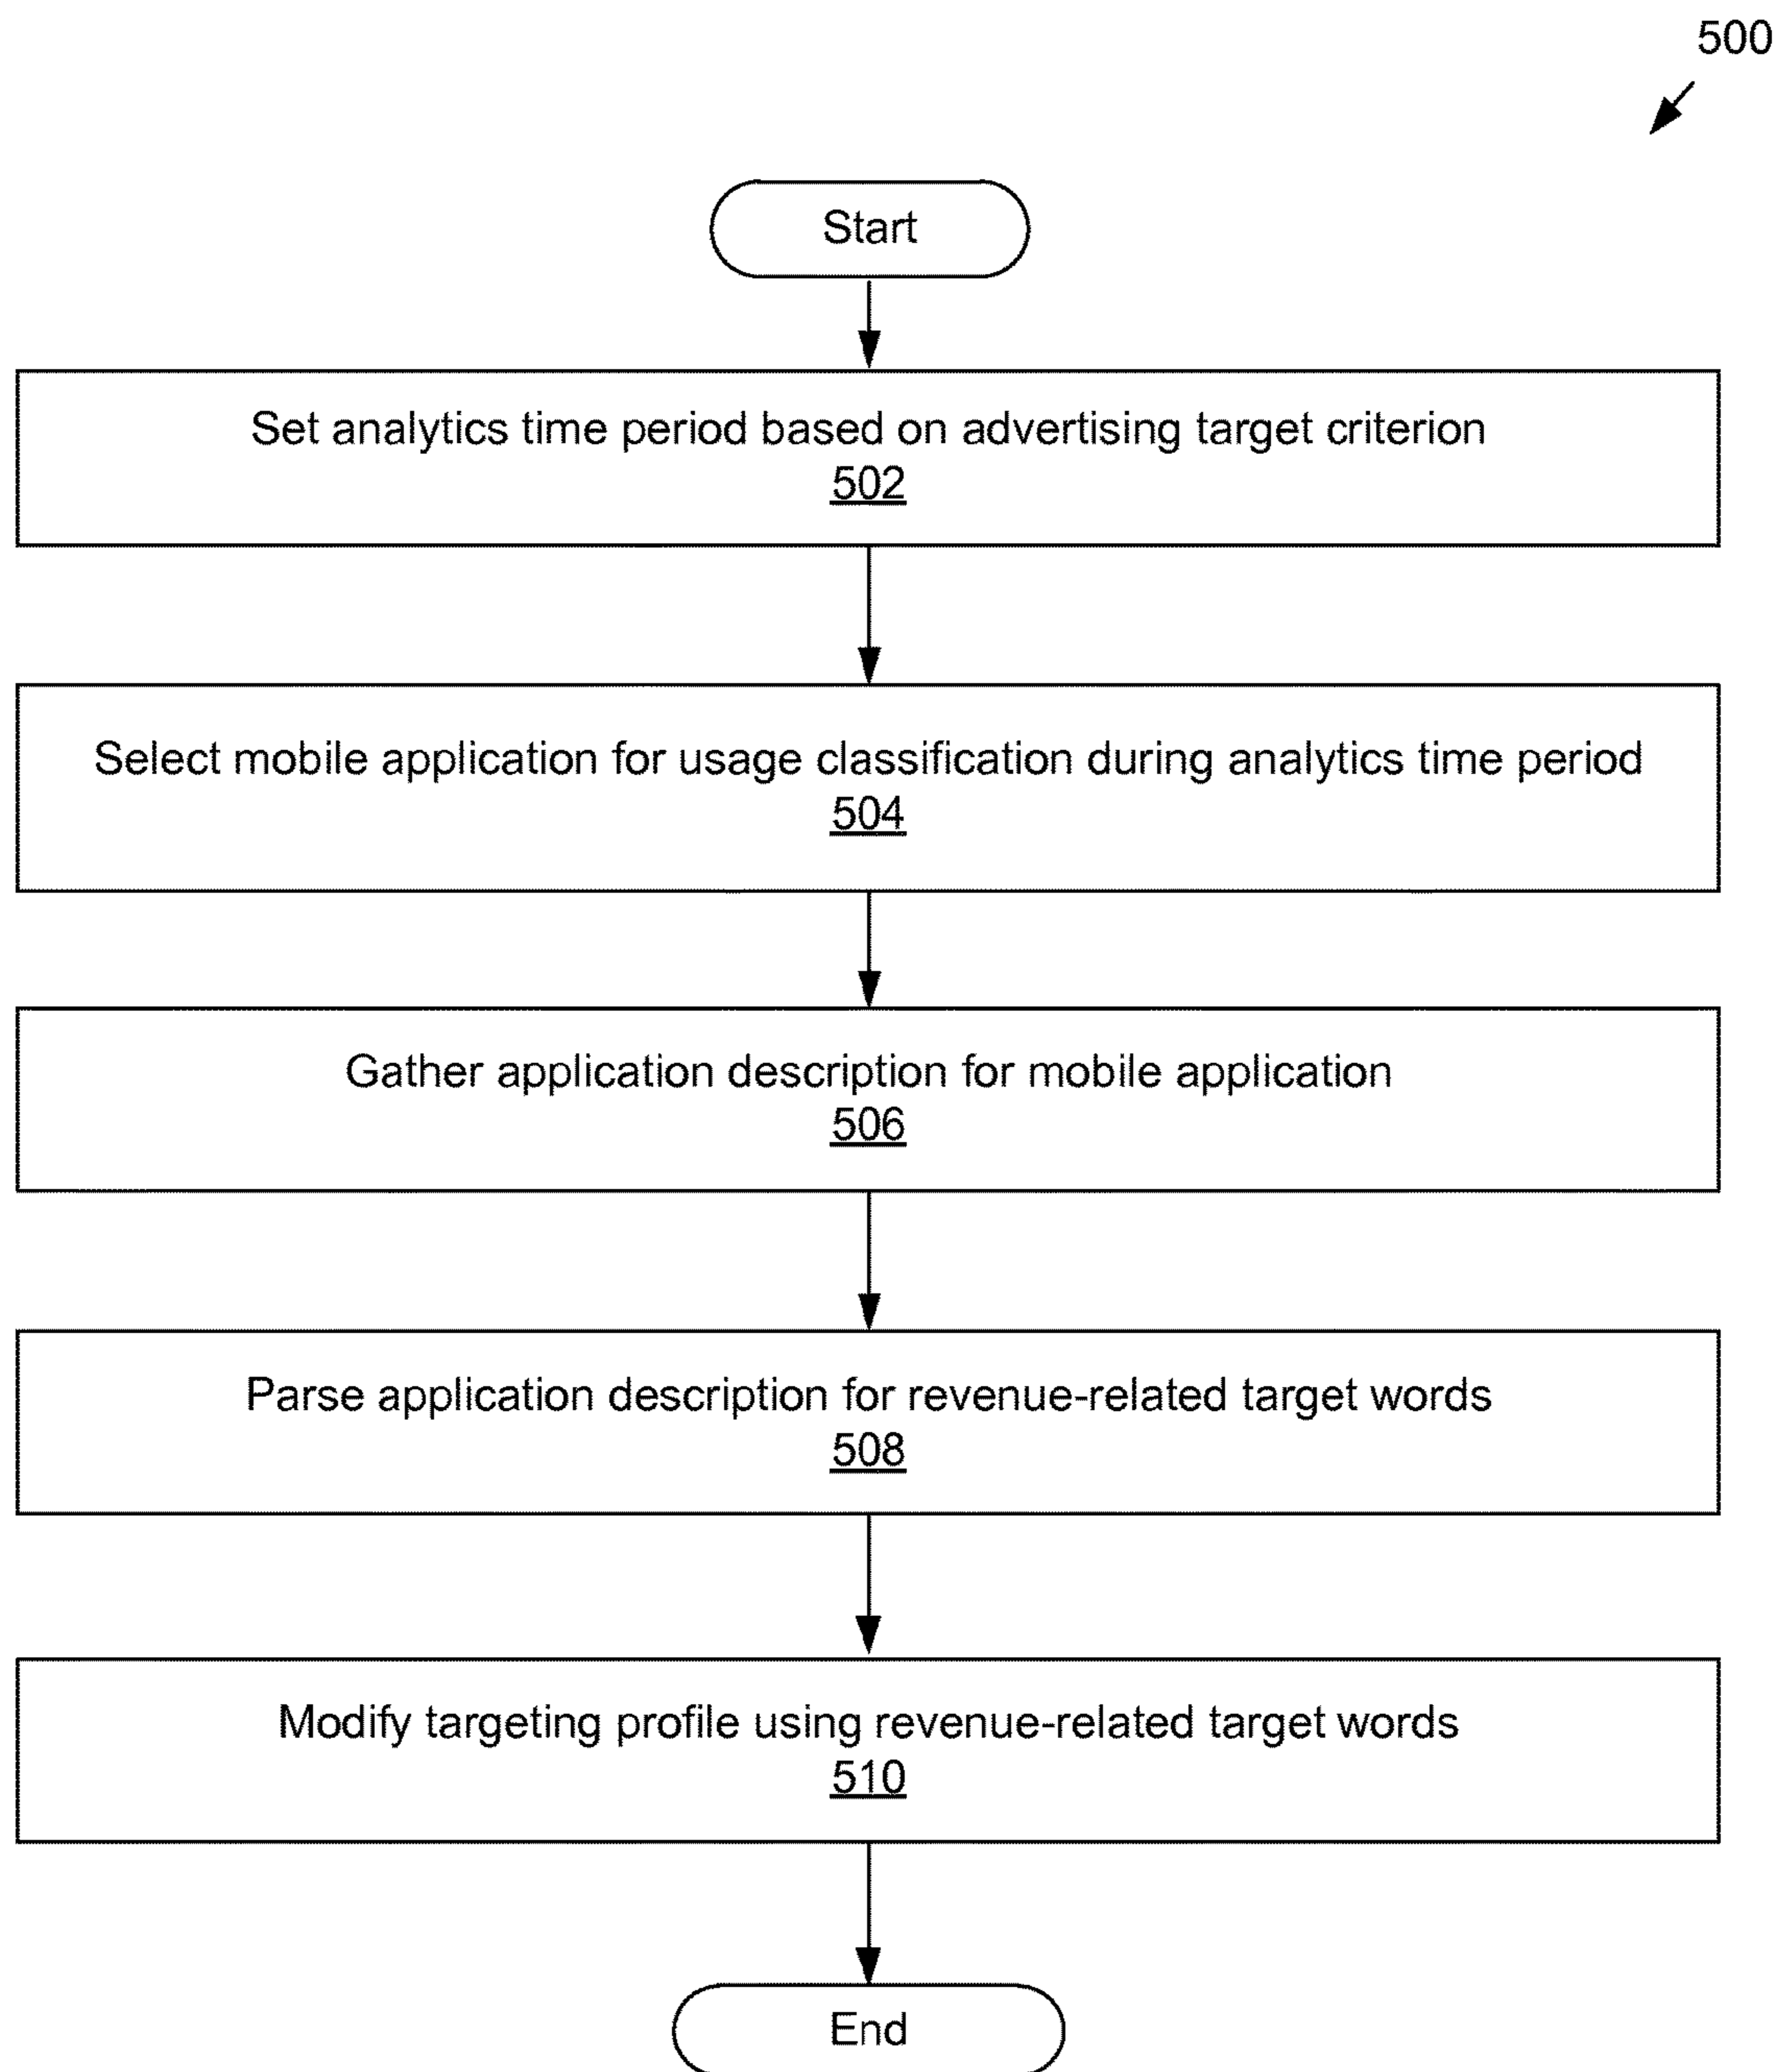 500
Start
Set analytics time period based on advertising target criterion
502
Select mobile application for usage classification during analytics time period
504
Gather application description for mobile application
506
Parse application description for revenue-related target words
508
Modify targeting profile using revenue-related target words
510
End